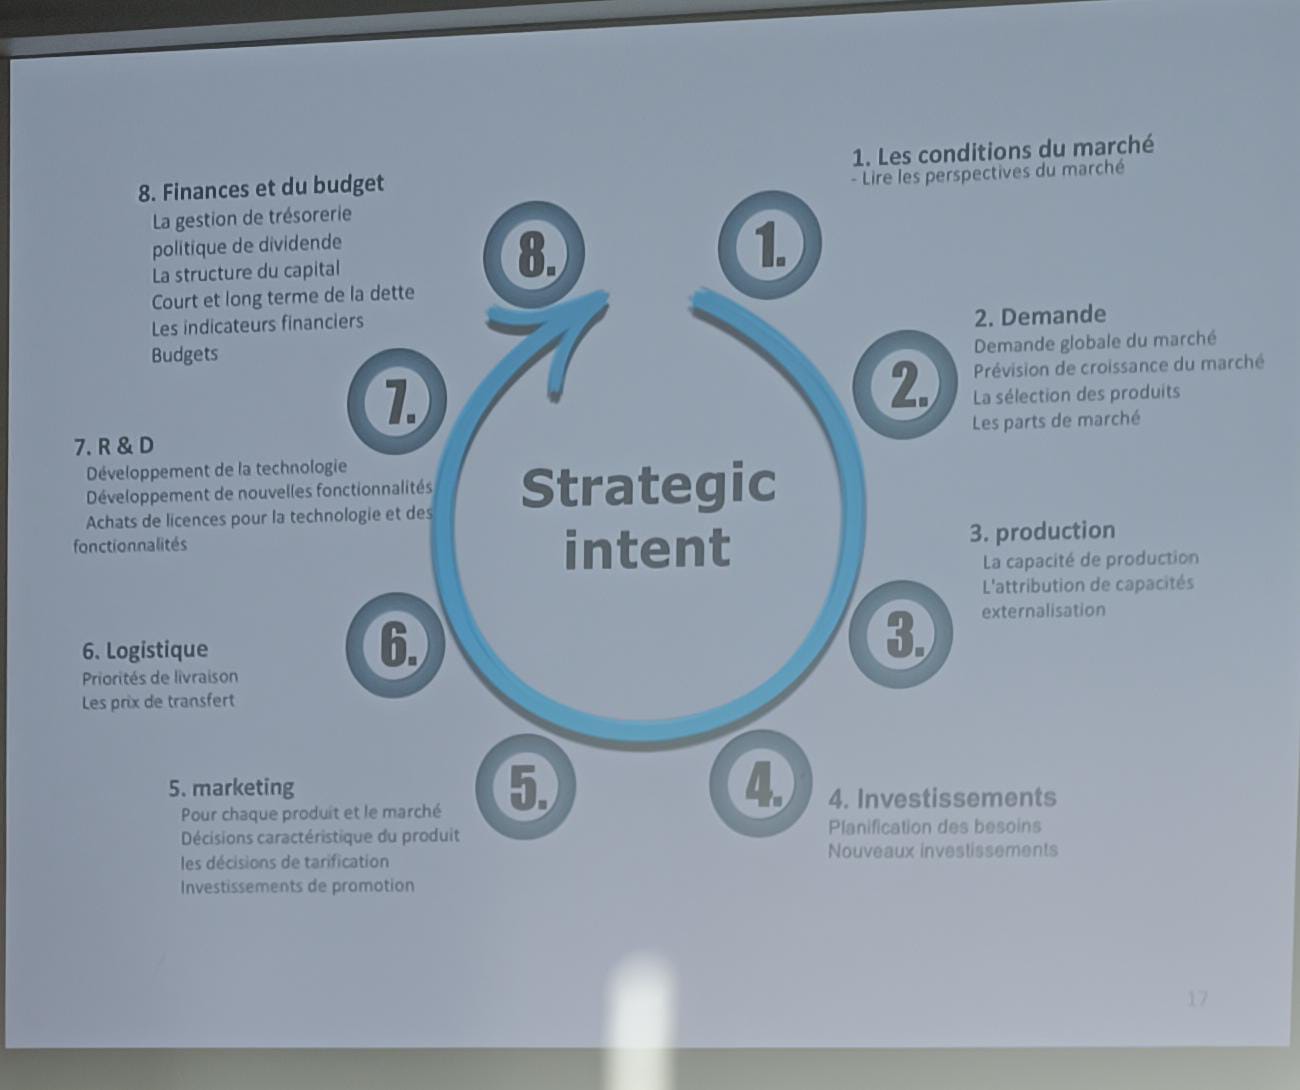 1. Les conditions du marché
- Lire les perspectives du marché
1.
2. Demande
Demande globale du marché
Prévision de croissance du marché
La sélection des produits
Les parts de marché
2.
3. production
La capacité de production
L'attribution de capacités
externalisation
3.
4. Investissements
Planification des besoins
Nouveaux investissements
4.
5. marketing
Pour chaque produit et le marché
Décisions caractéristique du produit
les décisions de tarification
Investissements de promotion
5.
6. Logistique
Priorités de livraison
Les prix de transfert
6.
7. R & D
Développement de la technologie
Développement de nouvelles fonctionnalités
Achats de licences pour la technologie et des
fonctionnalités
7.
8. Finances et du budget
La gestion de trésorerie
politique de dividende
La structure du capital
Court et long terme de la dette
Les indicateurs financiers
Budgets
8.
Strategic
intent
17